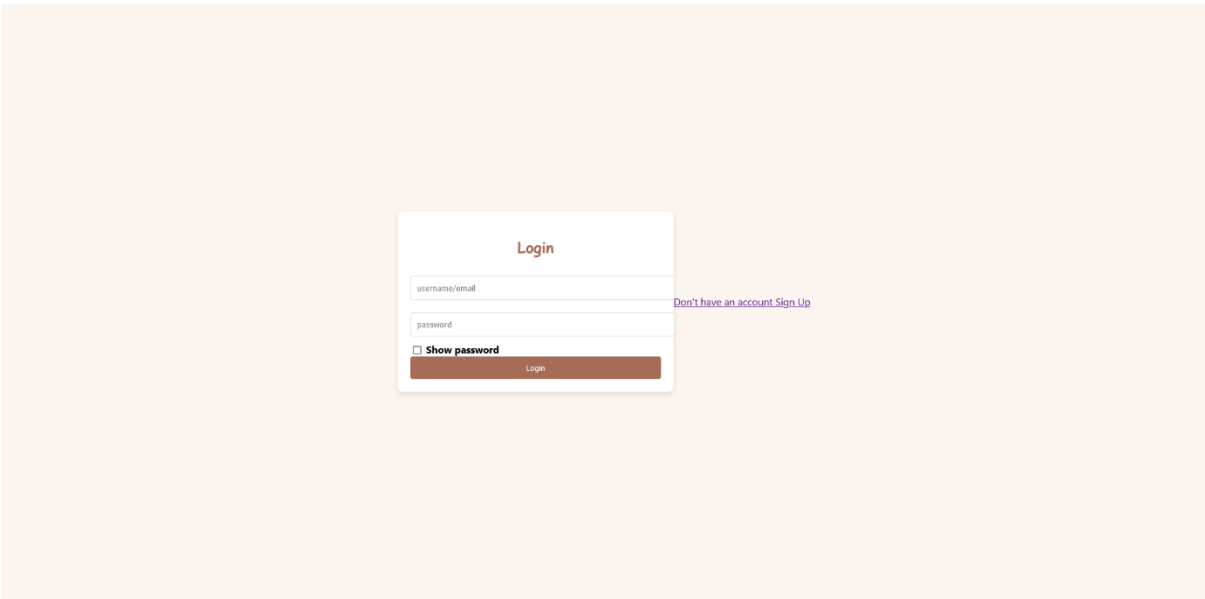 Login
username/email
Don't have an account Sign Up
password
Show password
Login